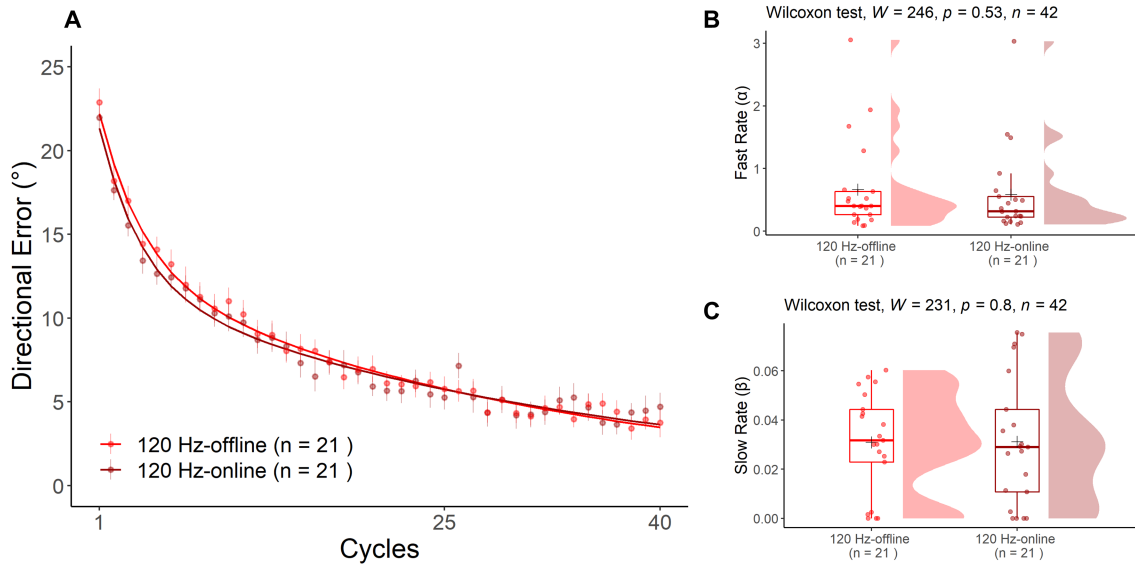 A
Directional Error (°)
25
20
15
10
5
0
120 Hz-offline (n = 21 )
120 Hz-online (n = 21 )
1
25
40
Cycles
B
Wilcoxon test, W = 246, p = 0.53, n = 42
Fast Rate (α)
3
2
1
0
120 Hz-offline
(n = 21 )
120 Hz-online
(n = 21 )
C
Wilcoxon test, W = 231, p = 0.8, n = 42
Slow Rate (β)
0.06
0.04
0.02
0.00
120 Hz-offline
(n = 21 )
120 Hz-online
(n = 21 )